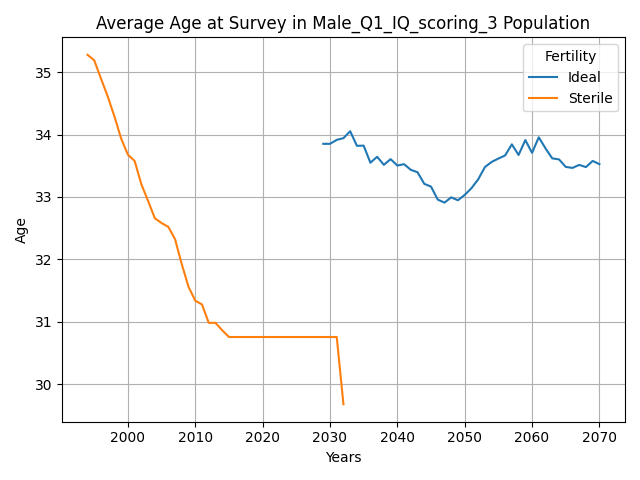 Average Age at Survey in Male_Q1_IQ_scoring_3 Population
Fertility
Ideal
Sterile
35
34
33
32
31
30
Age
2000
2010
2020
2030
2040
2050
2060
2070
Years